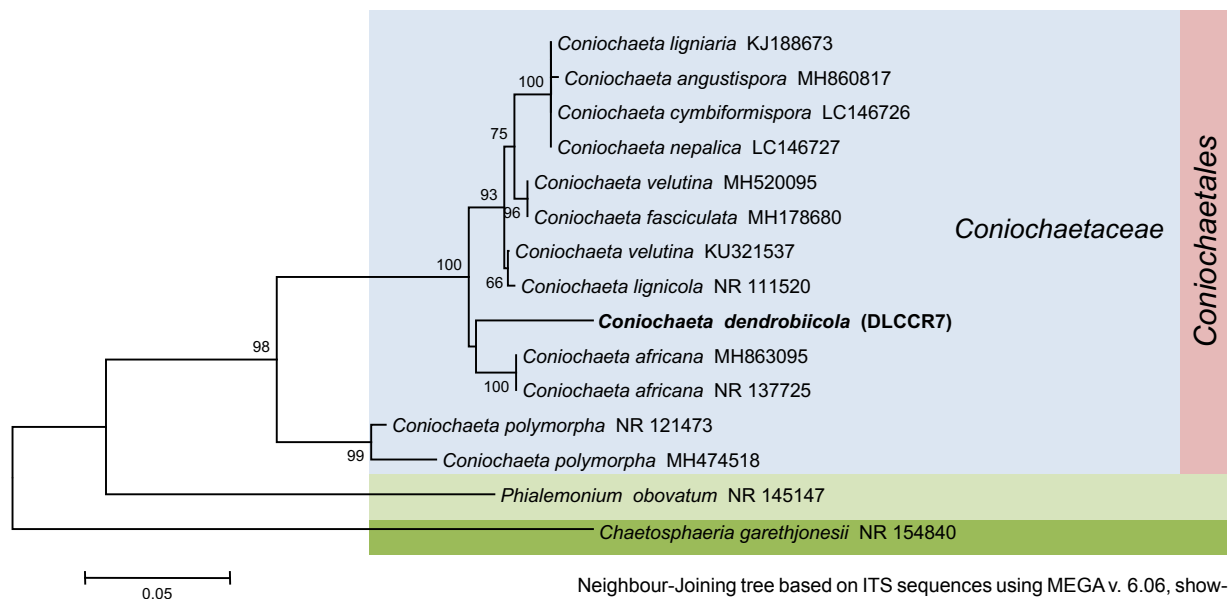 Coniochaeta ligniaria KJ188673
100
Coniochaeta angustispora MH860817
Coniochaeta cymbiformispora LC146726
75
Coniochaeta nepalica LC146727
Coniochaeta velutina MH520095
93
96
Coniochaeta fasciculata MH178680
Coniochaetaceae
Coniochaetales
Coniochaeta velutina KU321537
100
66
Coniochaeta lignicola NR 111520
Coniochaeta dendrobiicola (DLCCR7)
98
Coniochaeta africana MH863095
100
Coniochaeta africana NR 137725
Coniochaeta polymorpha NR 121473
99
Coniochaeta polymorpha MH474518
Phialemonium obovatum NR 145147
Chaetosphaeria garethjonesii NR 154840
0.05
Neighbour-Joining tree based on ITS sequences using MEGA v. 6.06, show-